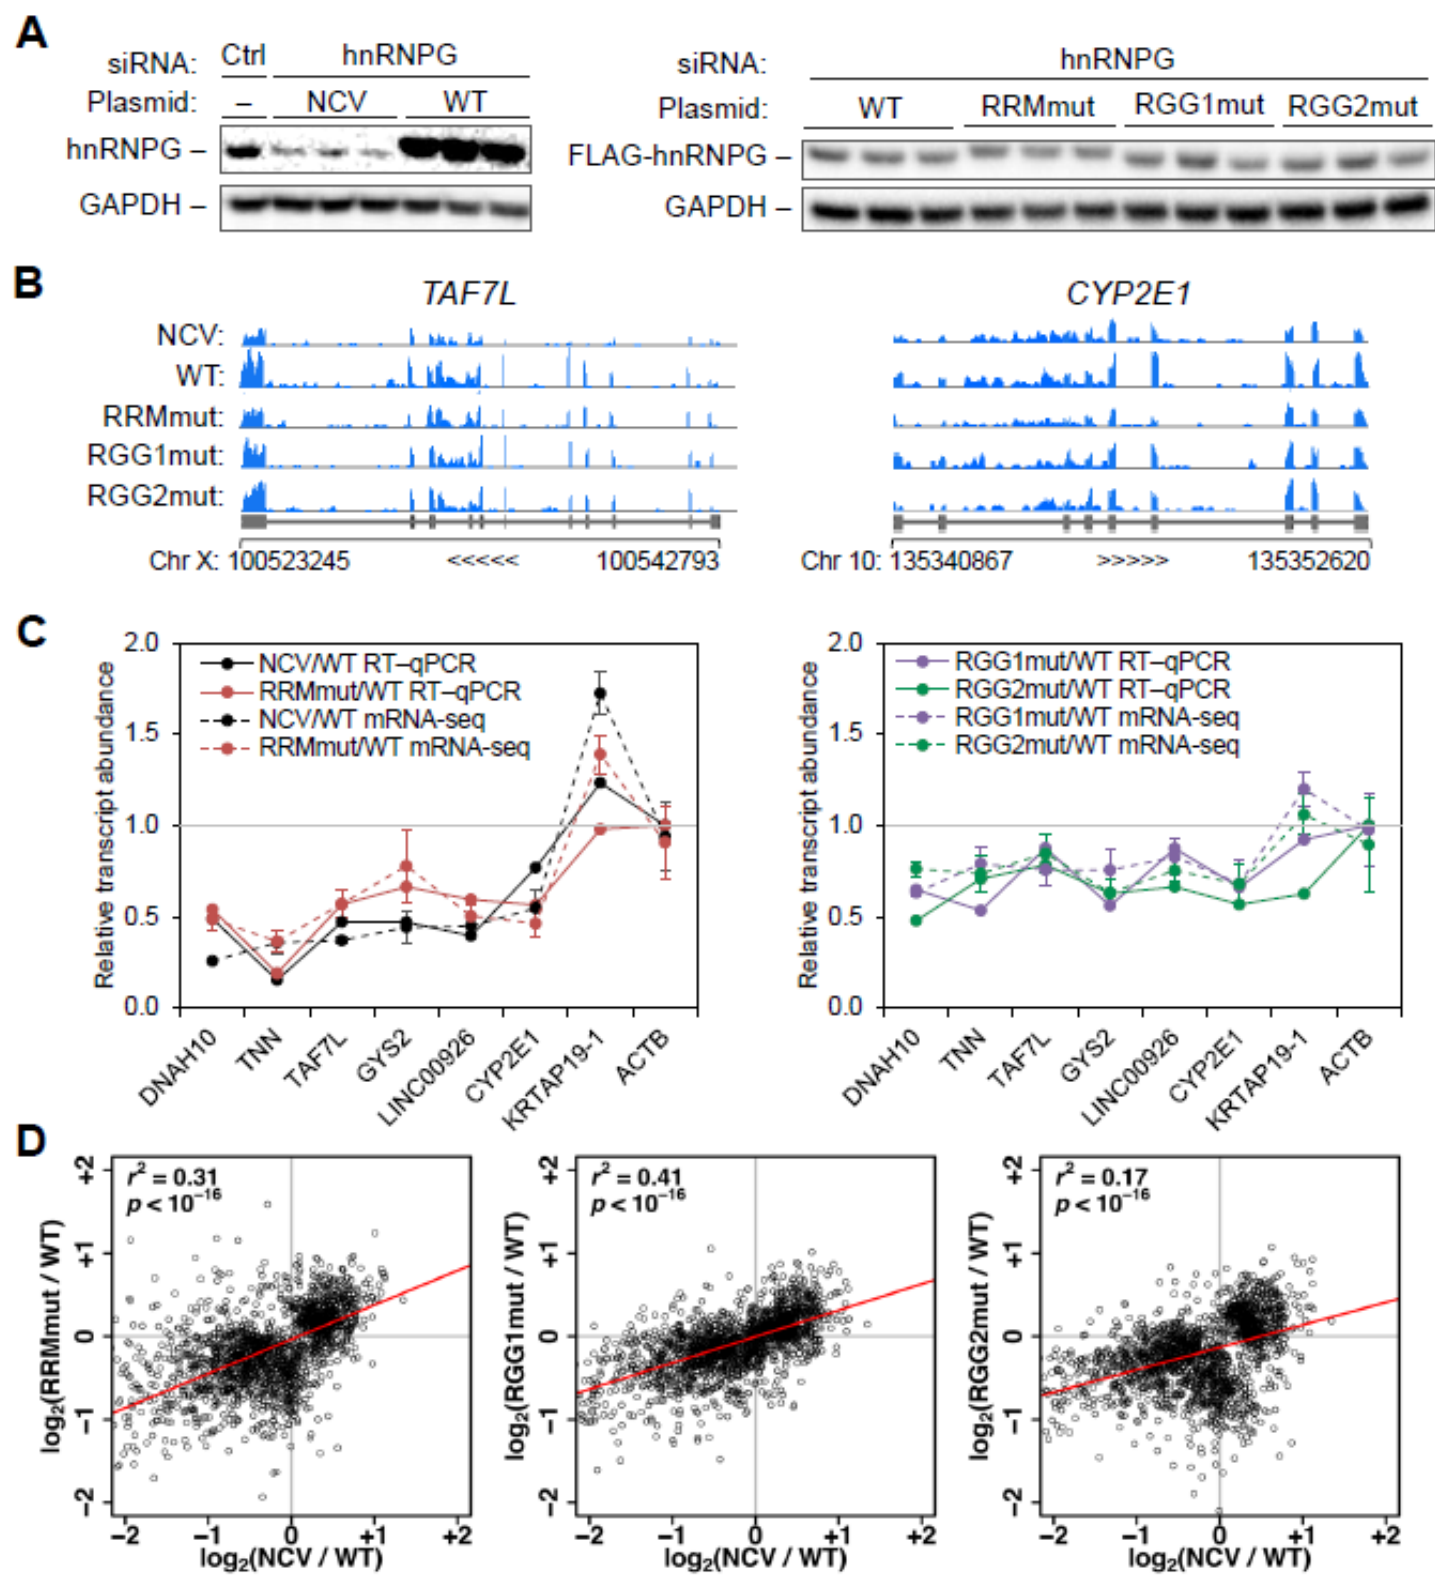 A
siRNA: Ctrl hnRNPG
Plasmid: – NCV WT
hnRNPG –
GAPDH –
siRNA: hnRNPG
Plasmid: WT RRMmut RGG1mut RGG2mut
FLAG-hnRNPG –
GAPDH –
B
TAF7L
NCV:
WT:
RRMmut:
RGG1mut:
RGG2mut:
Chr X: 100523245 <<<<< 100542793
CYP2E1
Chr 10: 135340867 >>>>> 135352620
C
Relative transcript abundance
2.0
1.5
1.0
0.5
0.0
NCV/WT RT–qPCR
RRMmut/WT RT–qPCR
NCV/WT mRNA-seq
RRMmut/WT mRNA-seq
DNAH10
TNN
TAF7L
GYS2
LINC00926
CYP2E1
KRTAP19-1
ACTB
Relative transcript abundance
2.0
1.5
1.0
0.5
0.0
RGG1mut/WT RT–qPCR
RGG2mut/WT RT–qPCR
RGG1mut/WT mRNA-seq
RGG2mut/WT mRNA-seq
DNAH10
TNN
TAF7L
GYS2
LINC00926
CYP2E1
KRTAP19-1
ACTB
D
log₂(RRMmut / WT)
+2
+1
0
−1
−2
r² = 0.31
p < 10⁻¹⁶
−2 −1 0 +1 +2
log₂(NCV / WT)
log₂(RGG1mut / WT)
+2
+1
0
−1
−2
r² = 0.41
p < 10⁻¹⁶
−2 −1 0 +1 +2
log₂(NCV / WT)
log₂(RGG2mut / WT)
+2
+1
0
−1
−2
r² = 0.17
p < 10⁻¹⁶
−2 −1 0 +1 +2
log₂(NCV / WT)